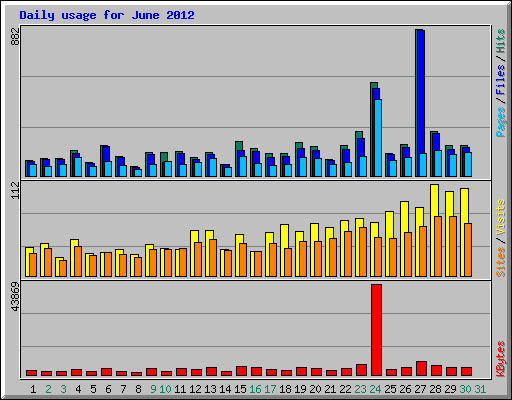 Daily usage for June 2012
882
Pages / Files / Hits
112
Sites / Visits
43869
KBytes
1 2 3 4 5 6 7 8 9 10 11 12 13 14 15 16 17 18 19 20 21 22 23 24 25 26 27 28 29 30 31